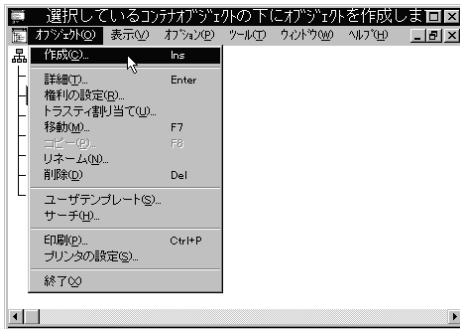 選択しているコンテナオブジェクトの下にオブジェクトを作成しま
オブジェクト(O) 表示(V) オプション(P) ツール(T) ウィンドウ(W) ヘルプ(H)
作成(C)... Ins
詳細(T)... Enter
権利の設定(R)...
トラスティ割り当て(U)...
移動(M)... F7
コピー(P)... F8
リネーム(N)...
削除(D) Del
ユーザテンプレート(S)...
サーチ(H)...
印刷(P)... Ctrl+P
プリンタの設定(S)...
終了(X)